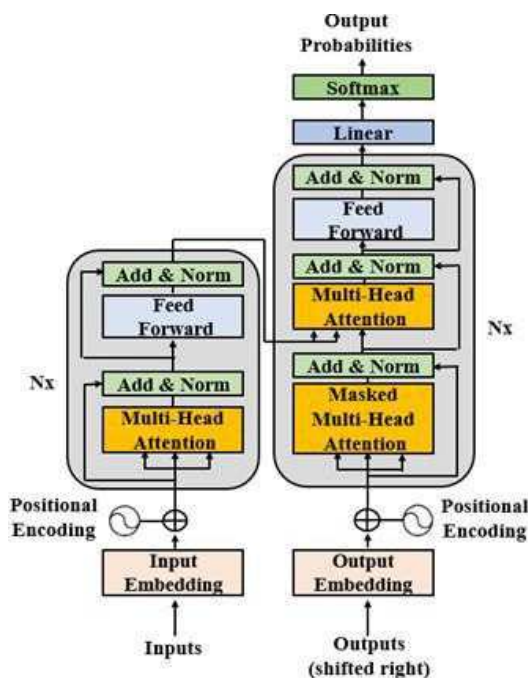 Output
Probabilities
Softmax
Linear
Add & Norm
Feed
Forward
Add & Norm
Multi-Head
Attention
Nx
Add & Norm
Masked
Multi-Head
Attention
Add & Norm
Feed
Forward
Nx
Add & Norm
Multi-Head
Attention
Positional
Encoding
Positional
Encoding
Input
Embedding
Output
Embedding
Inputs
Outputs
(shifted right)